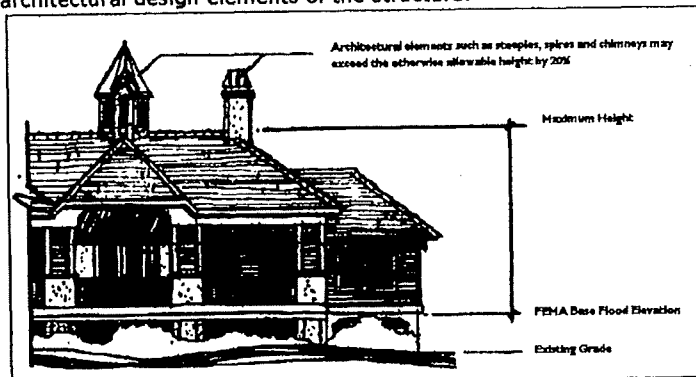 architectural design elements of the structure.
Architectural elements such as steeples, spires and chimneys may
exceed the otherwise allowable height by 20%
Maximum Height
FEMA Base Flood Elevation
Existing Grade